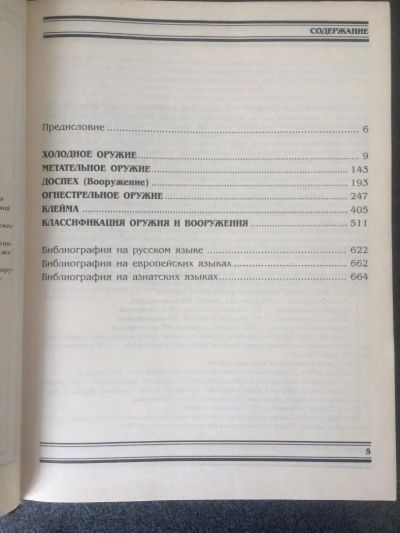 СОДЕРЖАНИЕ
Предисловие 6
ХОЛОДНОЕ ОРУЖИЕ 9
МЕТАТЕЛЬНОЕ ОРУЖИЕ 143
ДОСПЕХ (Вооружение) 193
ОГНЕСТРЕЛЬНОЕ ОРУЖИЕ 247
КЛЕЙМА 405
КЛАССИФИКАЦИЯ ОРУЖИЯ И ВООРУЖЕНИЯ 511
Библиография на русском языке 622
Библиография на европейских языках 662
Библиография на азиатских языках 664
5